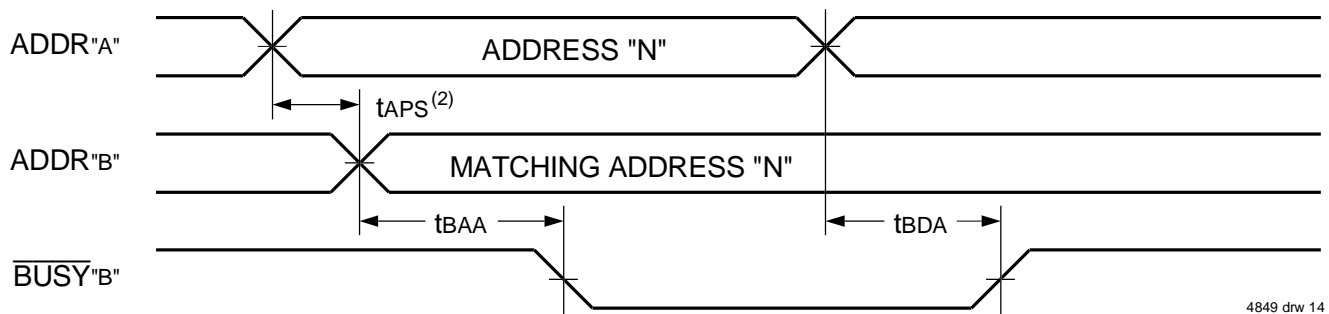 ADDR"A"
ADDRESS "N"
tAPS(2)
ADDR"B"
MATCHING ADDRESS "N"
tBAA
tBDA
BUSY"B"
4849 drw 14